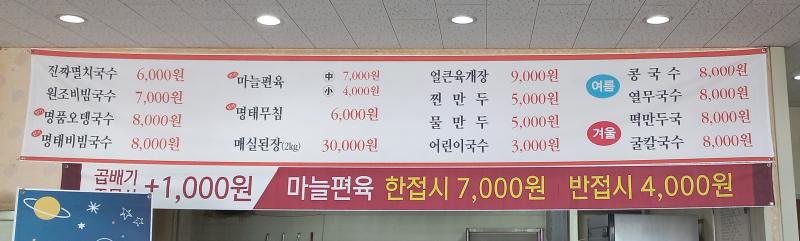 진짜멸치국수 6,000원
원조비빔국수 7,000원
명품오뎅국수 8,000원
명태비빔국수 8,000원
마늘편육 中 7,000원
小 4,000원
명태무침 6,000원
매실된장(2kg) 30,000원
얼큰육개장 9,000원
찐만두 5,000원
물만두 5,000원
어린이국수 3,000원
여름
콩국수 8,000원
열무국수 8,000원
겨울
떡만두국 8,000원
굴칼국수 8,000원
곱배기
+1,000원
마늘편육 한접시 7,000원 반접시 4,000원